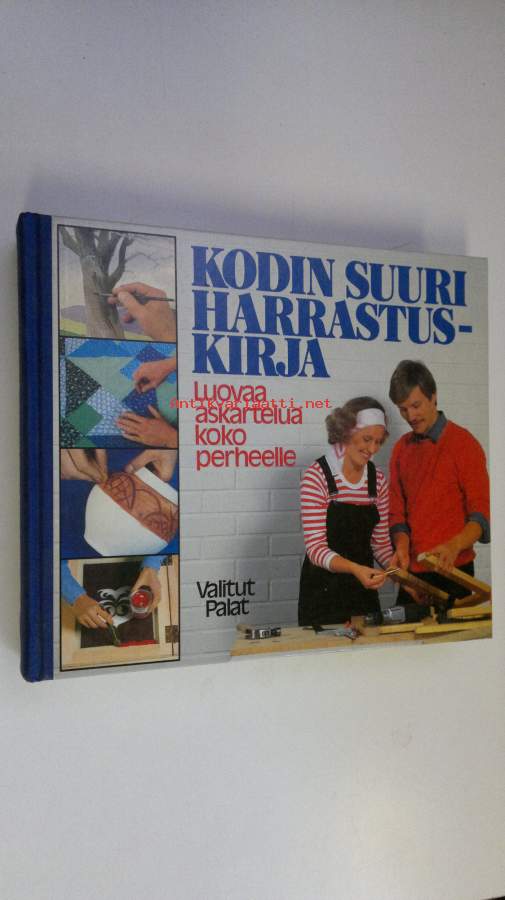 KODIN SUURI
HARRASTUS-
KIRJA
Luovaa
Antikvariaatti.net
askartelua
koko
perheelle
Valitut
Palat